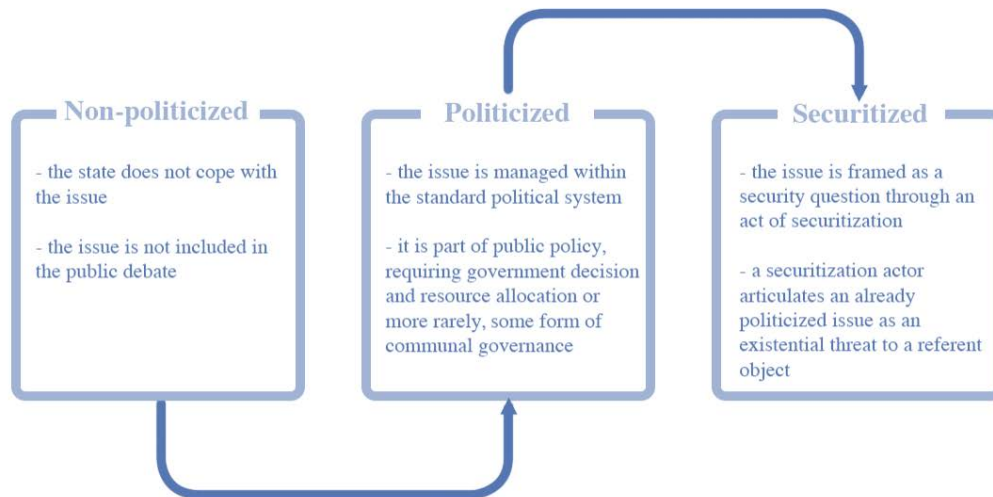 Non-politicized
- the state does not cope with
the issue
- the issue is not included in
the public debate
Politicized
- the issue is managed within
the standard political system
- it is part of public policy,
requiring government decision
and resource allocation or
more rarely, some form of
communal governance
Securitized
- the issue is framed as a
security question through an
act of securitization
- a securitization actor
articulates an already
politicized issue as an
existential threat to a referent
object